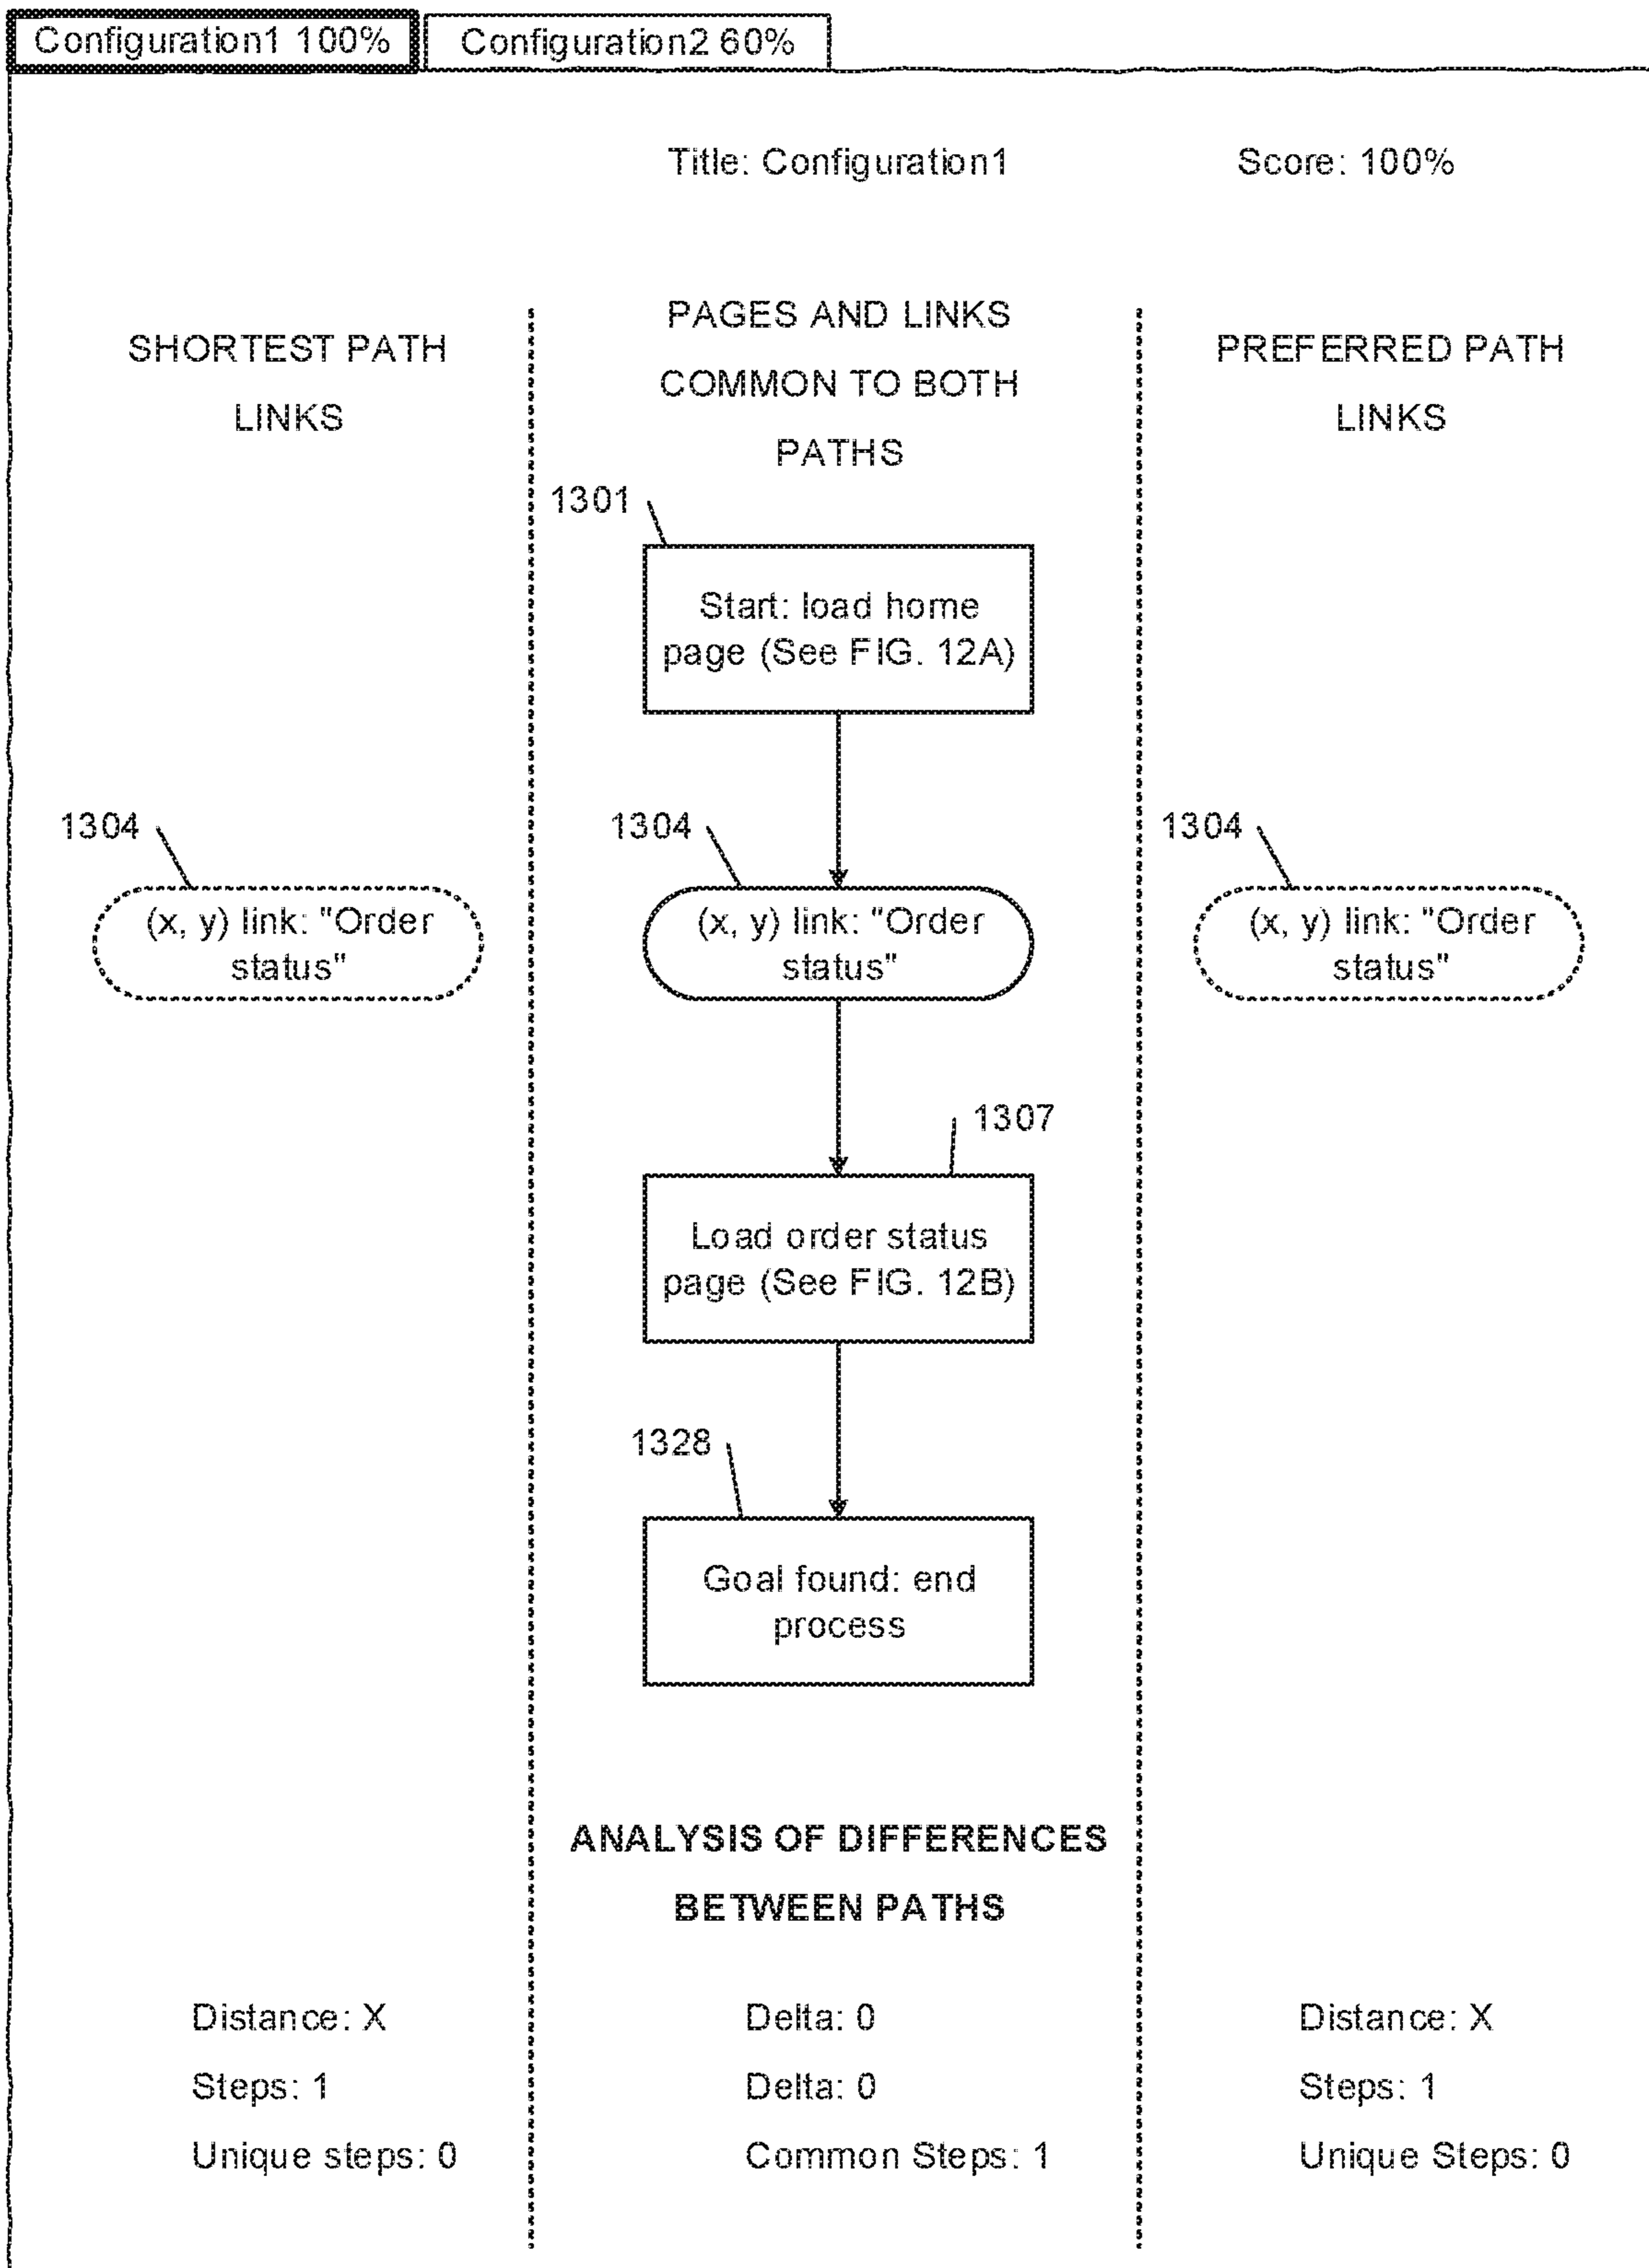 Configuration1 100%
Configuration2 60%
Title: Configuration1
Score: 100%
SHORTEST PATH
LINKS
PAGES AND LINKS
COMMON TO BOTH
PATHS
PREFERRED PATH
LINKS
1301
Start: load home
page (See FIG. 12A)
1304
(x, y) link: "Order
status"
1304
(x, y) link: "Order
status"
1304
(x, y) link: "Order
status"
1307
Load order status
page (See FIG. 12B)
1328
Goal found: end
process
ANALYSIS OF DIFFERENCES
BETWEEN PATHS
Distance: X
Delta: 0
Distance: X
Steps: 1
Delta: 0
Steps: 1
Unique steps: 0
Common Steps: 1
Unique Steps: 0